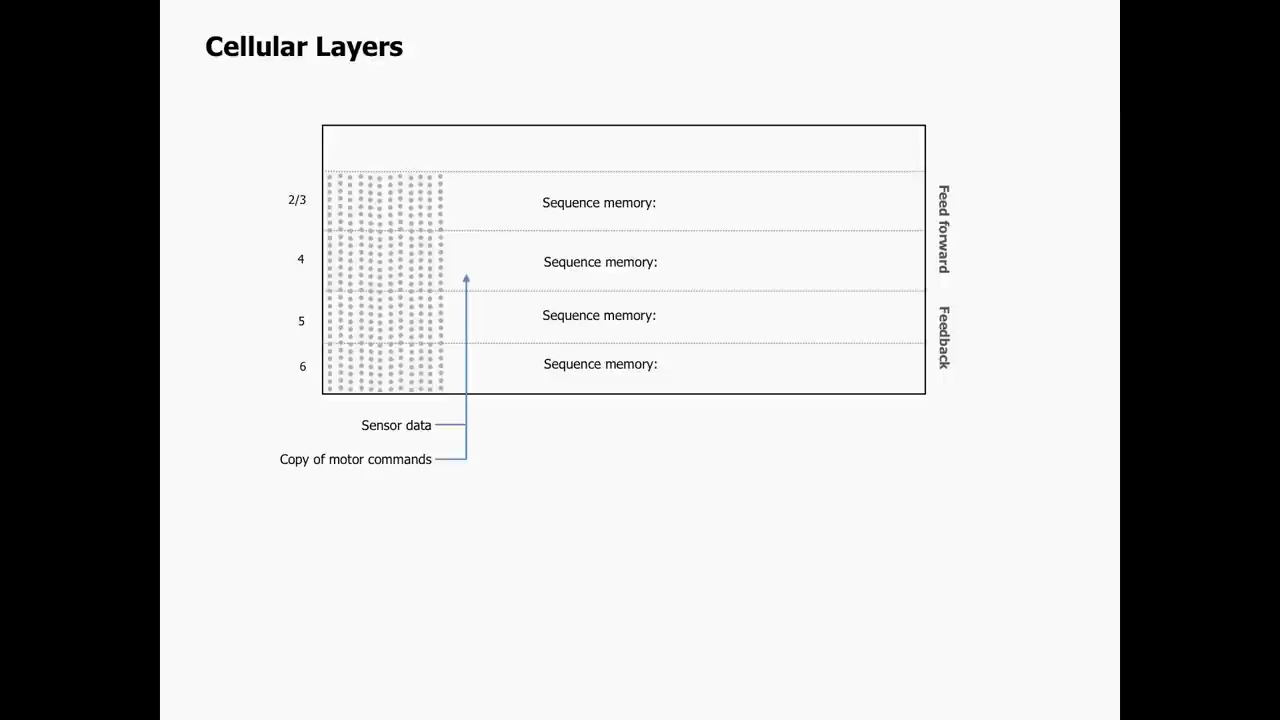 Cellular Layers
2/3
Sequence memory:
4
Sequence memory:
5
Sequence memory:
6
Sequence memory:
Feed forward
Feedback
Sensor data
Copy of motor commands